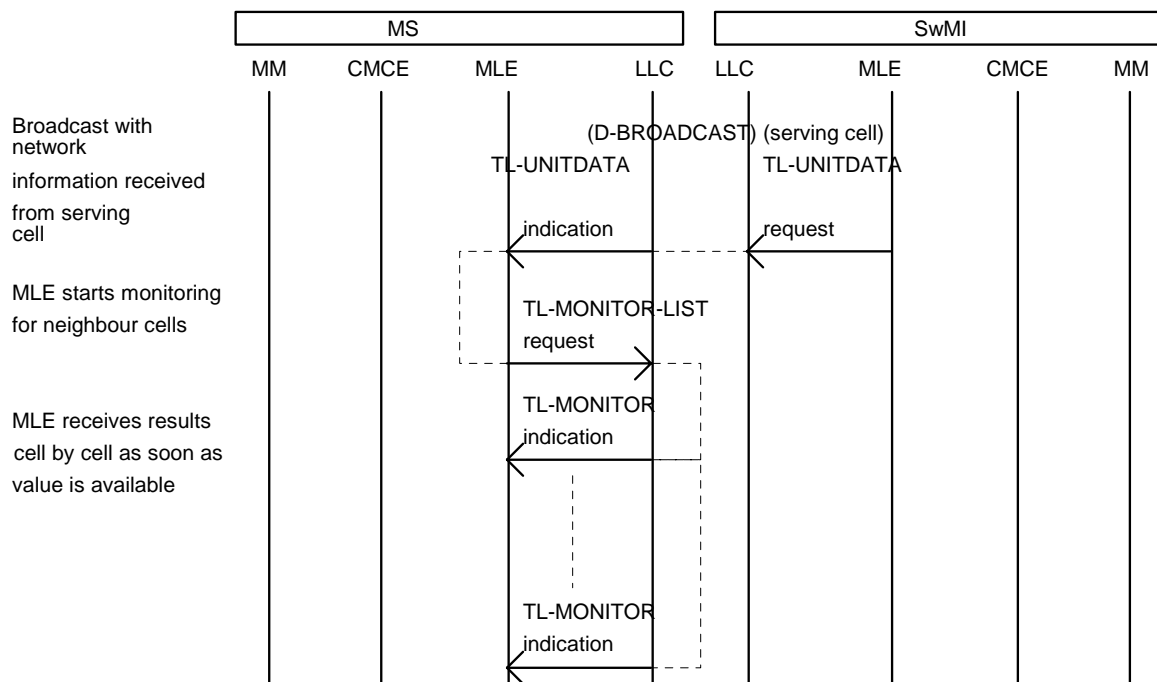 MS
SwMI
MM
CMCE
MLE
LLC
LLC
MLE
CMCE
MM
Broadcast with
network
information received
from serving
cell
(D-BROADCAST) (serving cell)
TL-UNITDATA
TL-UNITDATA
indication
request
MLE starts monitoring
for neighbour cells
TL-MONITOR-LIST
request
MLE receives results
cell by cell as soon as
value is available
TL-MONITOR
indication
TL-MONITOR
indication